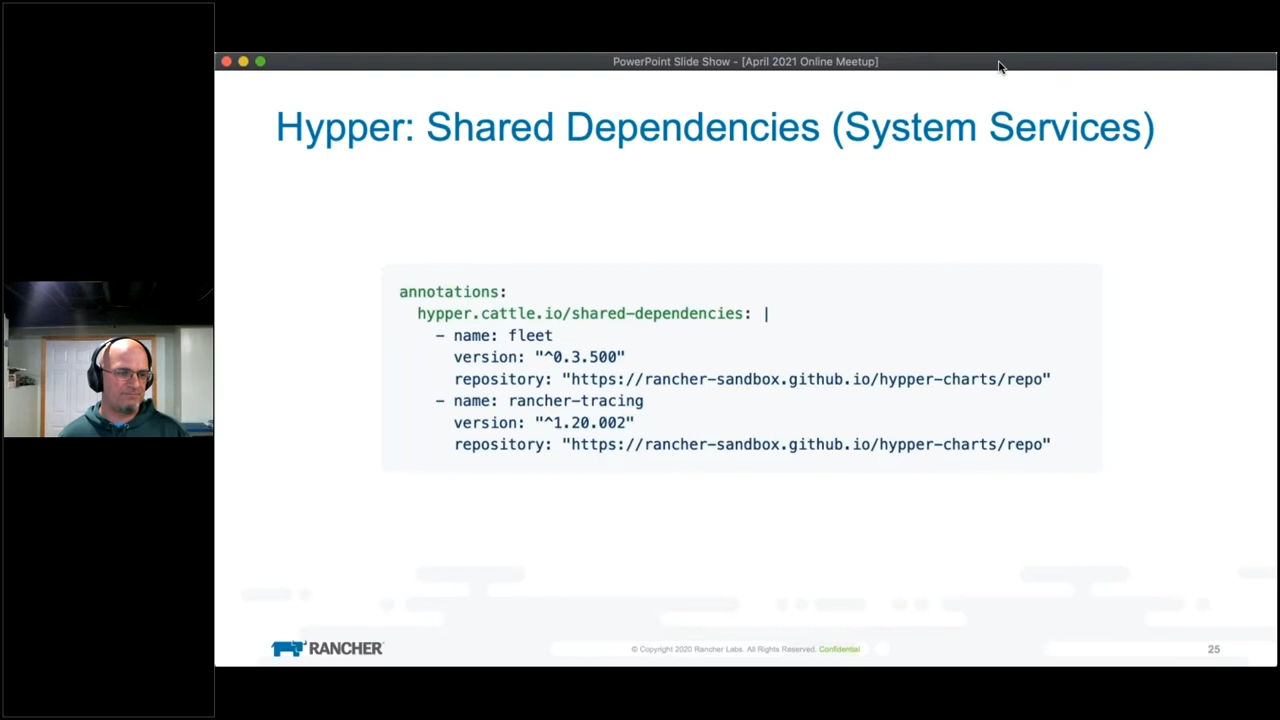 PowerPoint Slide Show - [April 2021 Online Meetup]
Hypper: Shared Dependencies (System Services)
annotations:
hypper.cattle.io/shared-dependencies: |
- name: fleet
version: "^0.3.500"
repository: "https://rancher-sandbox.github.io/hypper-charts/repo"
- name: rancher-tracing
version: "^1.20.002"
repository: "https://rancher-sandbox.github.io/hypper-charts/repo"
RANCHER
© Copyright 2020 Rancher Labs. All Rights Reserved. Confidential
25